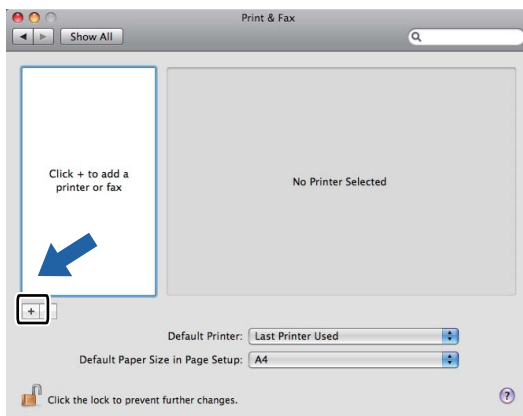 Print & Fax
Show All
Click + to add a
printer or fax
No Printer Selected
+
Default Printer: Last Printer Used
Default Paper Size in Page Setup: A4
Click the lock to prevent further changes.
?